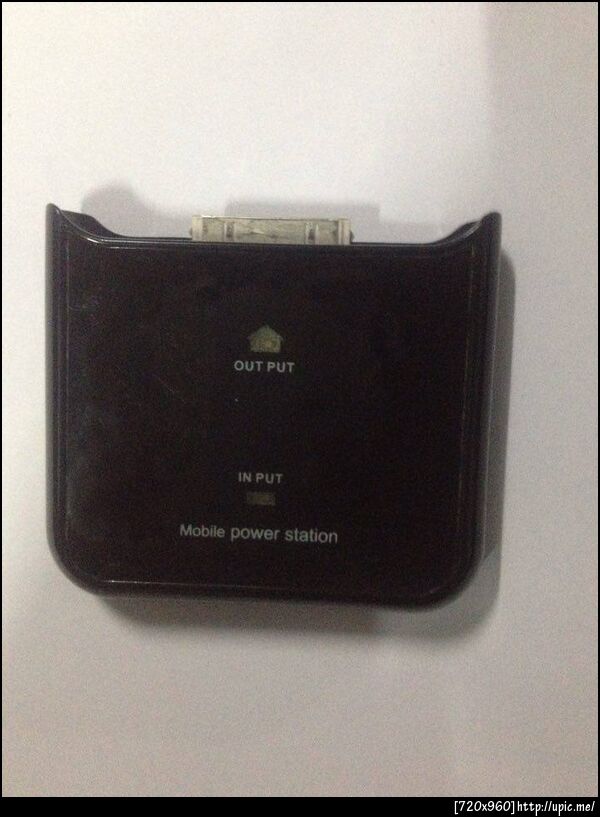 OUT PUT
IN PUT
Mobile power station
[720x960]http://upic.me/